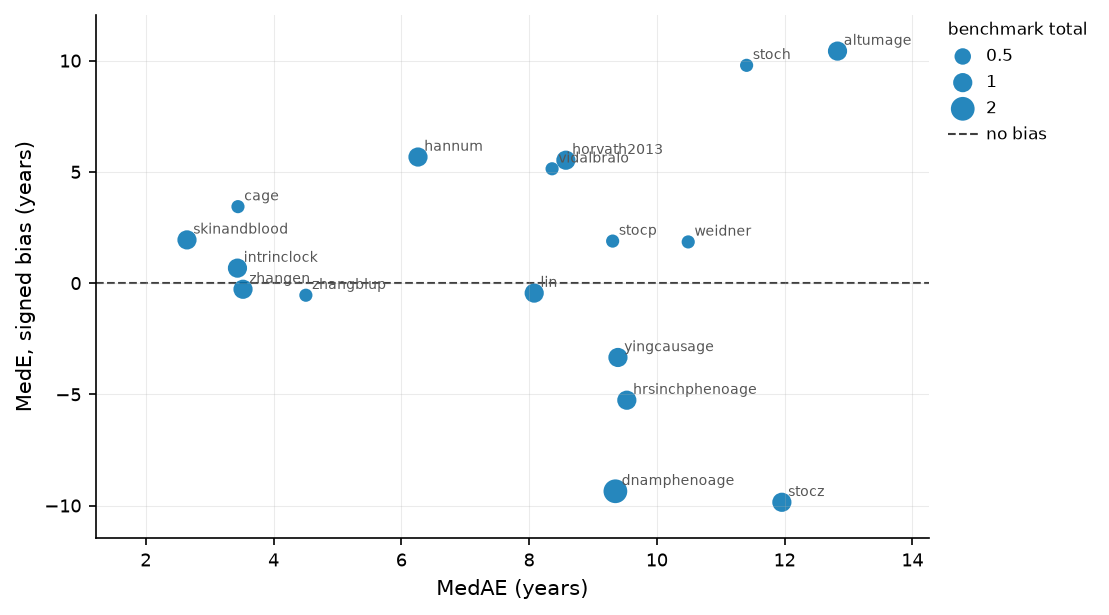 benchmark total
0.5
1
2
no bias
altumage
stoch
hannum
horvath2013
vidalbralo
cage
skinandblood
stocp
weidner
intrinclock
zhangen
zhangblup
lin
yingcausage
hrsinchphenoage
dnamphenoage
stocz
10
5
0
−5
−10
MedE, signed bias (years)
2
4
6
8
10
12
14
MedAE (years)